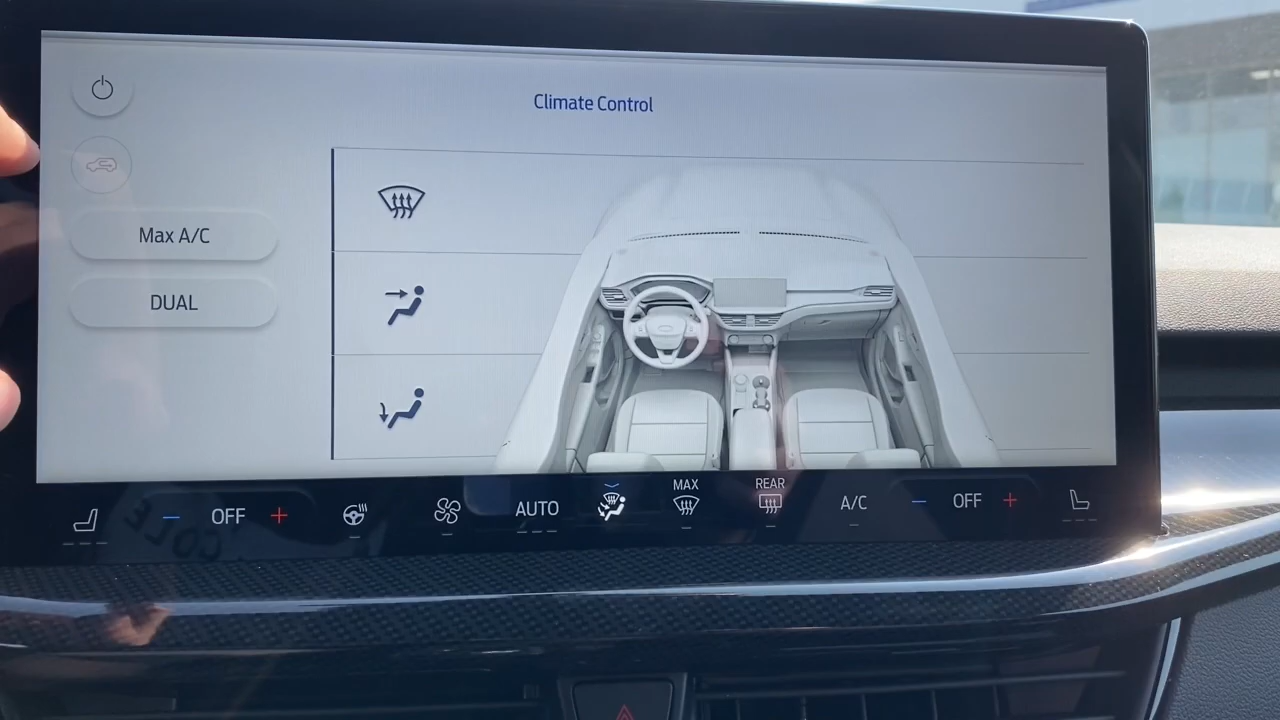 Climate Control
Max A/C
DUAL
OFF
AUTO
MAX
REAR
A/C
OFF